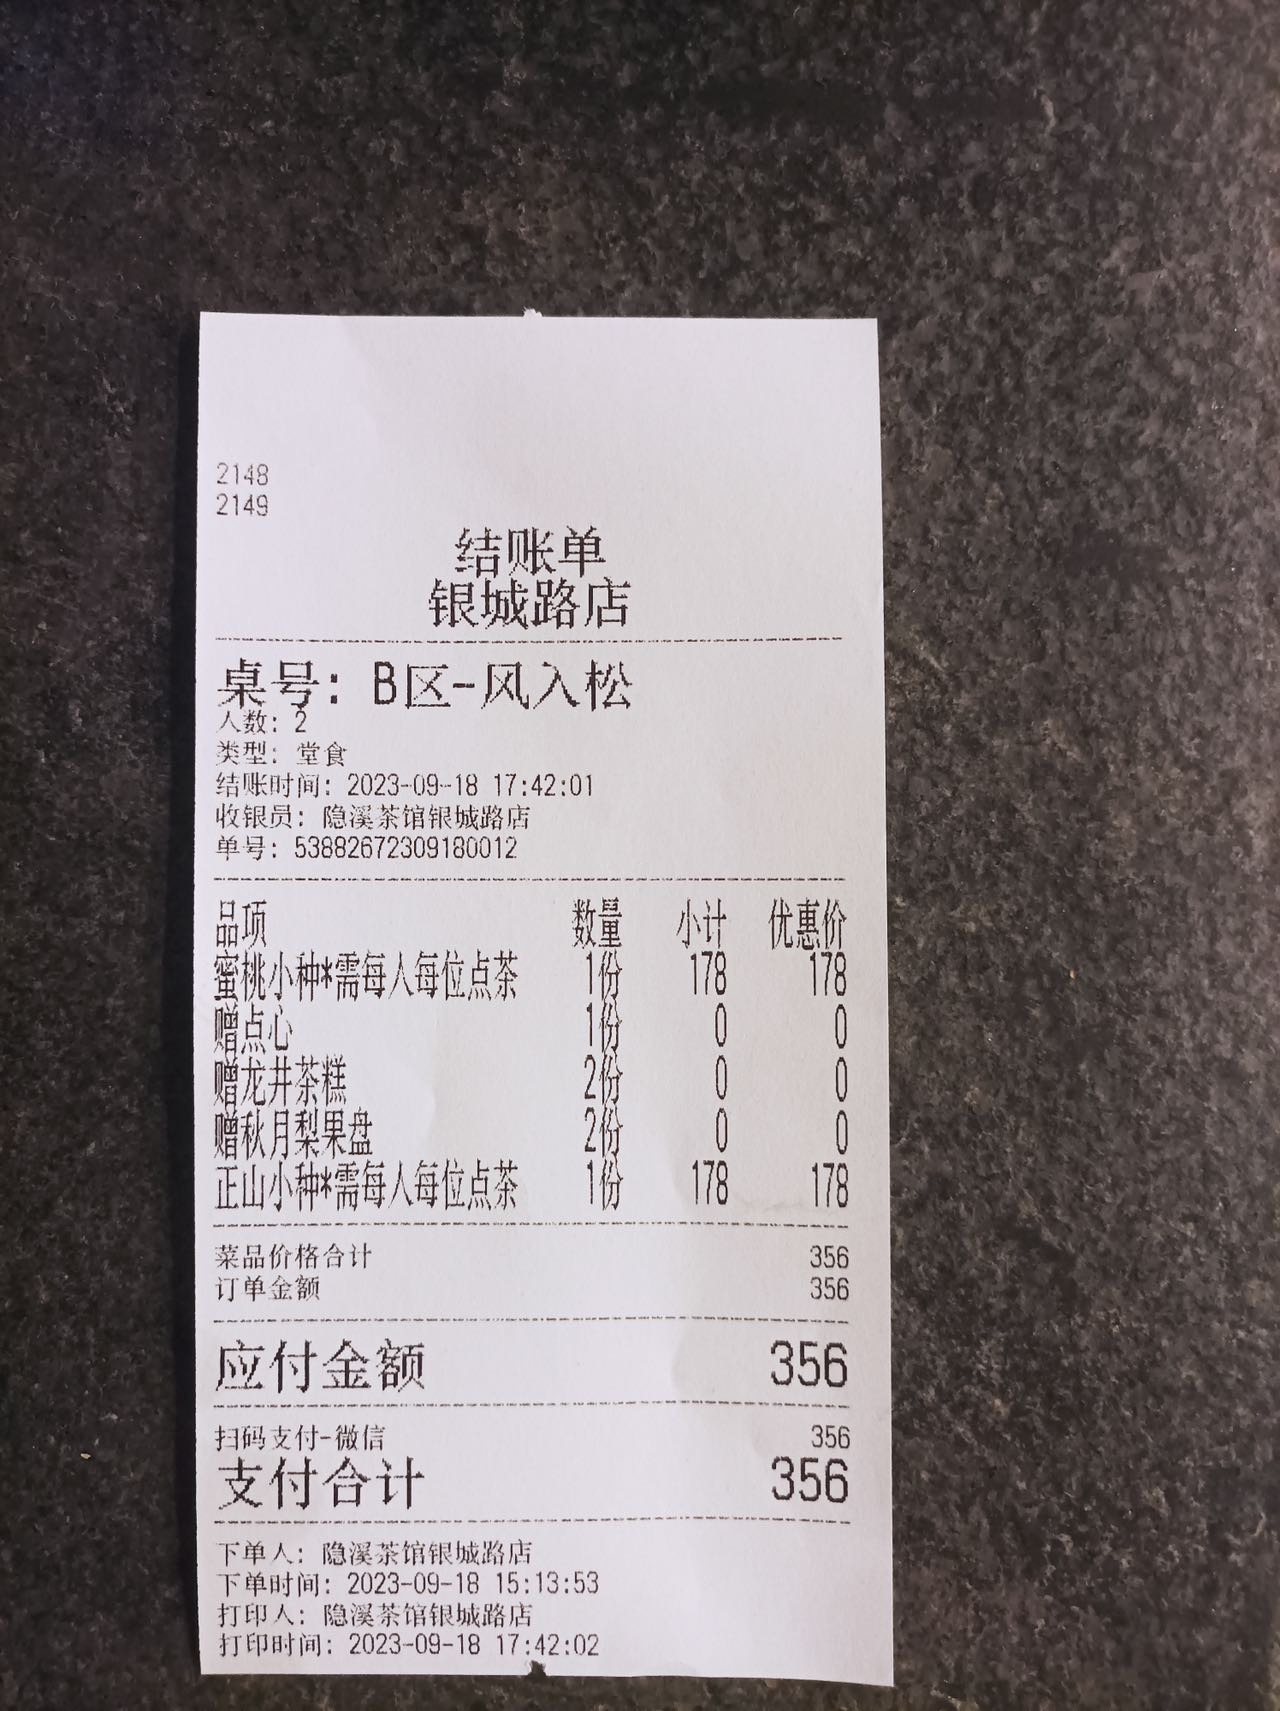 2148
2149
结账单
银城路店
桌号: B区-风入松
人数: 2
类型: 堂食
结账时间: 2023-09-18 17:42:01
收银员: 隐溪茶馆银城路店
单号: 53882672309180012
品项 数量 小计 优惠价
蜜桃小种*需每人每位点茶 1份 178 178
赠点心 1份 0 0
赠龙井茶糕 2份 0 0
赠秋月梨果盘 2份 0 0
正山小种*需每人每位点茶 1份 178 178
菜品价格合计 356
订单金额 356
应付金额 356
扫码支付-微信 356
支付合计 356
下单人: 隐溪茶馆银城路店
下单时间: 2023-09-18 15:13:53
打印人: 隐溪茶馆银城路店
打印时间: 2023-09-18 17:42:02